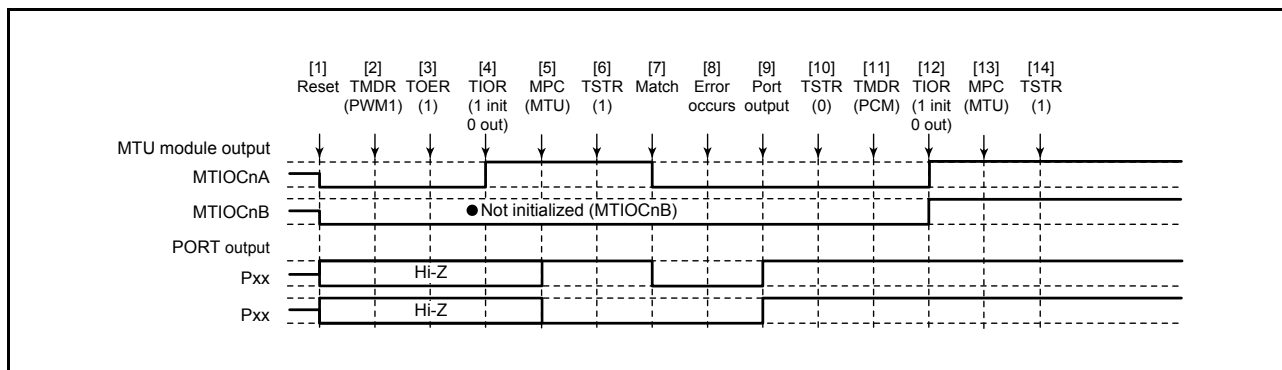 [1] [2] [3] [4] [5] [6] [7] [8] [9] [10] [11] [12] [13] [14]
Reset TMDR TOER TIOR MPC TSTR Match Error Port TSTR TMDR TIOR MPC TSTR
(PWM1) (1) (1 init (MTU) (1) occurs output (0) (PCM) (1 init (MTU) (1)
0 out) 0 out)
MTU module output
MTIOCnA
MTIOCnB ●Not initialized (MTIOCnB)
PORT output
Pxx Hi-Z
Pxx Hi-Z